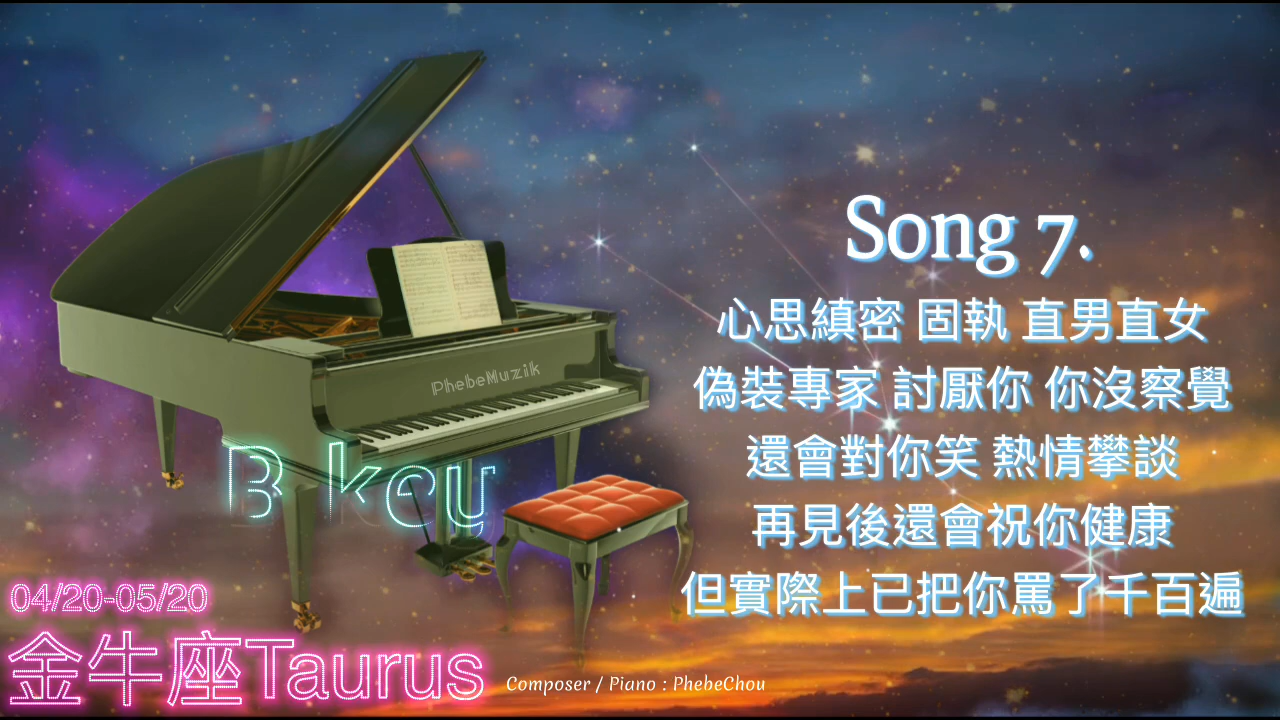 Song 7.
心思縝密 固執 直男直女
偽裝專家 討厭你 你沒察覺
還會對你笑 熱情攀談
再見後還會祝你健康
但實際上已把你罵了千百遍
PhebeMuzik
B key
04/20-05/20
金牛座Taurus
Composer / Piano : PhebeChou